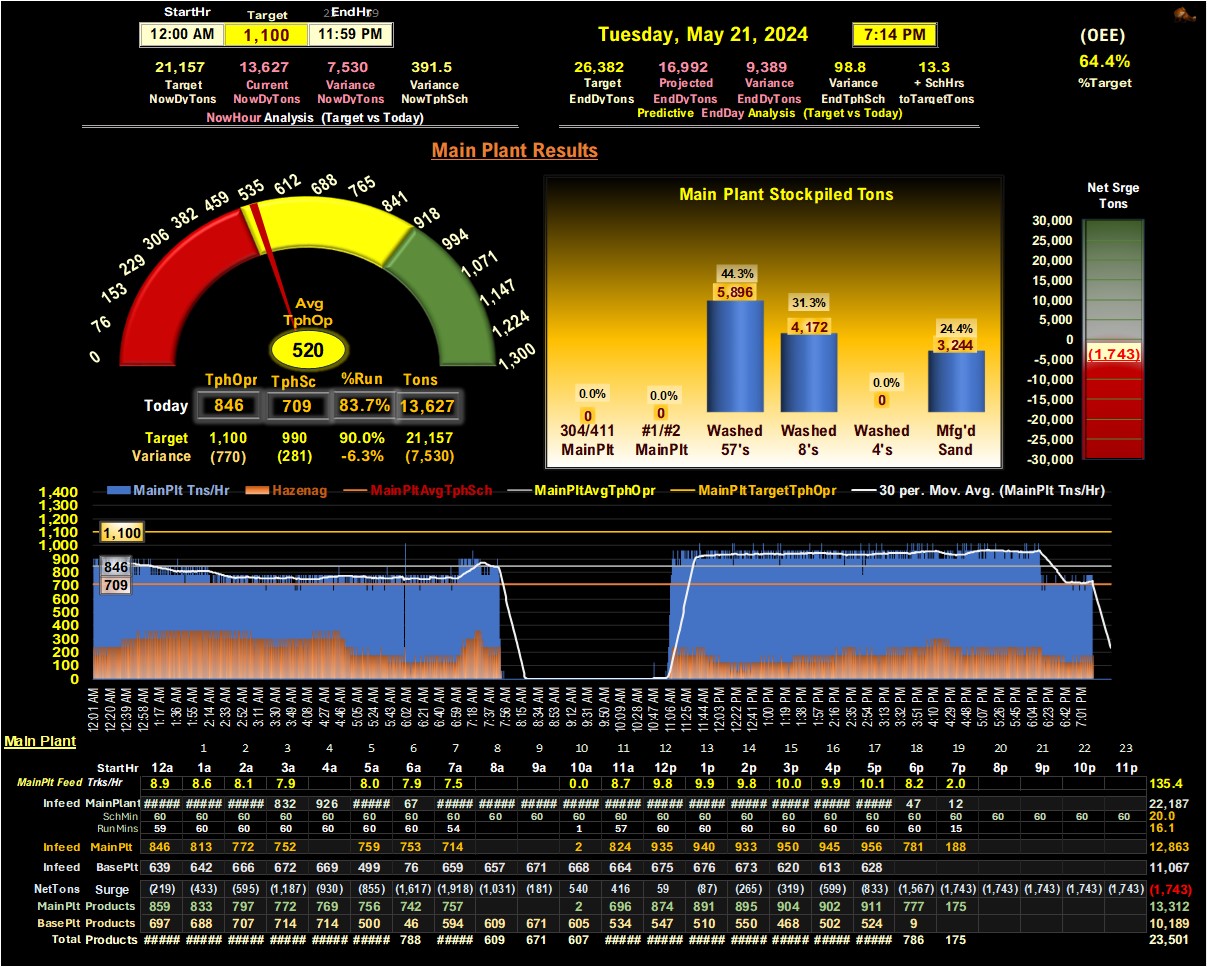 StartHr Target EndHr
12:00 AM 1,100 11:59 PM
Tuesday, May 21, 2024 7:14 PM
(OEE)
64.4%
%Target
21,157 13,627 7,530 391.5
Target Current Variance Variance
NowDyTons NowDyTons NowDyTons NowTphSch
NowHour Analysis (Target vs Today)
26,382 16,992 9,389 98.8 13.3
Target Projected Variance Variance + SchHrs
EndDyTons EndDyTons EndDyTons EndTphSch toTargetTons
Predictive EndDay Analysis (Target vs Today)
Main Plant Results
0 76 153 229 306 382 459 535 612 688 765 841 918 994 1,071 1,147 1,224 1,300
Avg
TphOp
520
TphOpr TphSc %Run Tons
Today 846 709 83.7% 13,627
Target 1,100 990 90.0% 21,157
Variance (770) (281) -6.3% (7,530)
Main Plant Stockpiled Tons
0.0% 0.0% 44.3% 31.3% 0.0% 24.4%
0 0 5,896 4,172 0 3,244
304/411 #1/#2 Washed Washed Washed Mfg'd
MainPlt MainPlt 57's 8's 4's Sand
Net Srge
Tons
30,000
25,000
20,000
15,000
10,000
5,000
0
(1,743)
-5,000
-10,000
-15,000
-20,000
-25,000
-30,000
MainPlt Tns/Hr Hazenag MainPltAvgTphSch MainPltAvgTphOpr MainPltTargetTphOpr 30 per. Mov. Avg. (MainPlt Tns/Hr)
1,400
1,300
1,200
1,100
1,000
900
800
700
600
500
400
300
200
100
0
1,100
846
709
12:01 AM 12:20 AM 12:39 AM 12:58 AM 1:17 AM 1:36 AM 1:55 AM 2:14 AM 2:33 AM 2:52 AM 3:11 AM 3:30 AM 3:49 AM 4:08 AM 4:27 AM 4:46 AM 5:05 AM 5:24 AM 5:43 AM 6:02 AM 6:21 AM 6:40 AM 6:59 AM 7:18 AM 7:37 AM 7:56 AM 8:15 AM 8:34 AM 8:53 AM 9:12 AM 9:31 AM 9:50 AM 10:09 AM 10:28 AM 10:47 AM 11:06 AM 11:25 AM 11:44 AM 12:03 PM 12:22 PM 12:41 PM 1:00 PM 1:19 PM 1:38 PM 1:57 PM 2:16 PM 2:35 PM 2:54 PM 3:13 PM 3:32 PM 3:51 PM 4:10 PM 4:29 PM 4:48 PM 5:07 PM 5:26 PM 5:45 PM 6:04 PM 6:23 PM 6:42 PM 7:01 PM
Main Plant
1 2 3 4 5 6 7 8 9 10 11 12 13 14 15 16 17 18 19 20 21 22 23
StartHr 12a 1a 2a 3a 4a 5a 6a 7a 8a 9a 10a 11a 12p 1p 2p 3p 4p 5p 6p 7p 8p 9p 10p 11p
MainPlt Feed Trks/Hr 8.9 8.6 8.1 7.9 8.0 7.9 7.5 0.0 8.7 9.8 9.9 9.8 10.0 9.9 10.1 8.2 2.0 135.4
Infeed MainPlant ##### ##### ##### 832 926 ##### 67 ##### ##### ##### ##### ##### ##### ##### ##### ##### ##### ##### 47 12 22,187
SchMin 60 60 60 60 60 60 60 60 60 60 60 60 60 60 60 60 60 60 60 60 60 60 20.0
RunMins 59 60 60 60 60 60 54 1 57 60 60 60 60 60 60 60 15 16.1
Infeed MainPlt 846 813 772 752 759 753 714 2 824 935 940 933 950 945 956 781 188 12,863
Infeed BasePlt 639 642 666 672 669 499 76 659 657 671 668 664 675 676 673 620 613 628 11,067
NetTons Surge (219) (433) (595) (1,187) (930) (855) (1,617) (1,918) (1,031) (181) 540 416 59 (87) (265) (319) (599) (833) (1,567) (1,743) (1,743) (1,743) (1,743) (1,743) (1,743)
MainPlt Products 859 833 797 772 769 756 742 757 2 696 874 891 895 904 902 911 777 175 13,312
BasePlt Products 697 688 707 714 714 500 46 594 609 671 605 534 547 510 550 468 502 524 9 10,189
Total Products ##### ##### ##### ##### ##### ##### 788 ##### 609 671 607 ##### ##### ##### ##### ##### ##### ##### 786 175 23,501